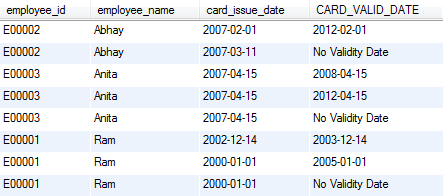 employee_id employee_name card_issue_date CARD_VALID_DATE
E00002 Abhay 2007-02-01 2012-02-01
E00002 Abhay 2007-03-11 No Validity Date
E00003 Anita 2007-04-15 2008-04-15
E00003 Anita 2007-04-15 2012-04-15
E00003 Anita 2007-04-15 No Validity Date
E00001 Ram 2002-12-14 2003-12-14
E00001 Ram 2000-01-01 2005-01-01
E00001 Ram 2000-01-01 No Validity Date